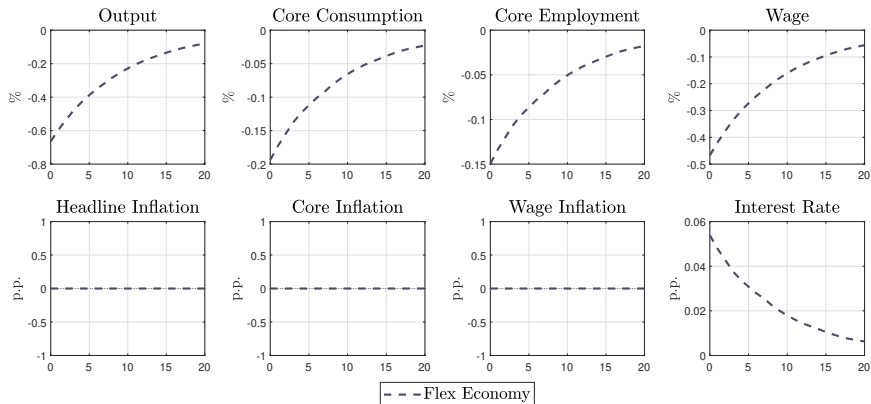 Output
Core Consumption
Core Employment
Wage
0
-0.2
-0.4
-0.6
-0.8
%
0 5 10 15 20
0
-0.05
-0.1
-0.15
-0.2
%
0 5 10 15 20
0
-0.05
-0.1
-0.15
%
0 5 10 15 20
0
-0.1
-0.2
-0.3
-0.4
-0.5
%
0 5 10 15 20
Headline Inflation
Core Inflation
Wage Inflation
Interest Rate
1
0.5
0
-0.5
-1
p.p.
0 5 10 15 20
1
0.5
0
-0.5
-1
p.p.
0 5 10 15 20
1
0.5
0
-0.5
-1
p.p.
0 5 10 15 20
0.06
0.04
0.02
0
p.p.
0 5 10 15 20
Flex Economy